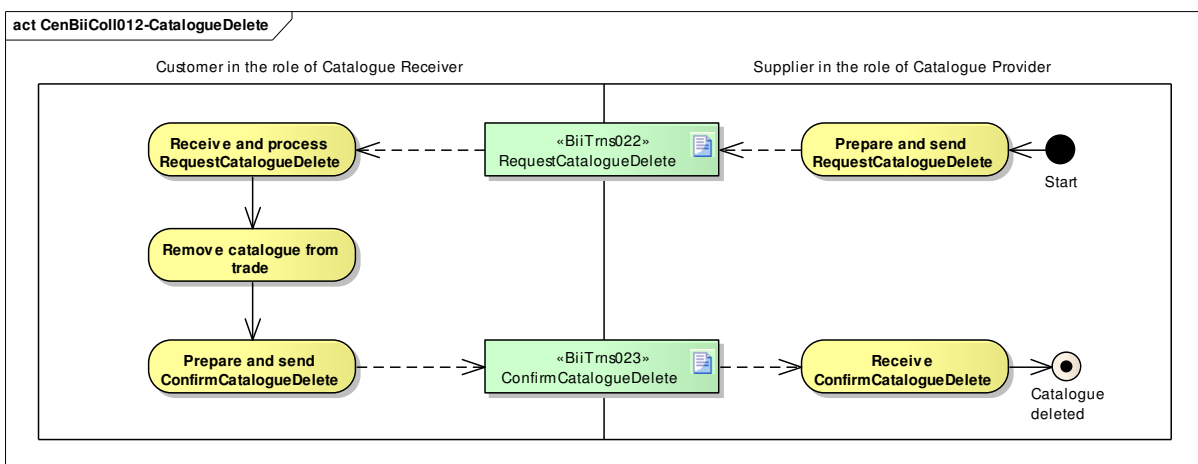 act CenBiiColl012-CatalogueDelete
Customer in the role of Catalogue Receiver
Supplier in the role of Catalogue Provider
Receive and process
RequestCatalogueDelete
«BiiTrns022»
RequestCatalogueDelete
Prepare and send
RequestCatalogueDelete
Start
Remove catalogue from
trade
Prepare and send
ConfirmCatalogueDelete
«BiiTrns023»
ConfirmCatalogueDelete
Receive
ConfirmCatalogueDelete
Catalogue
deleted